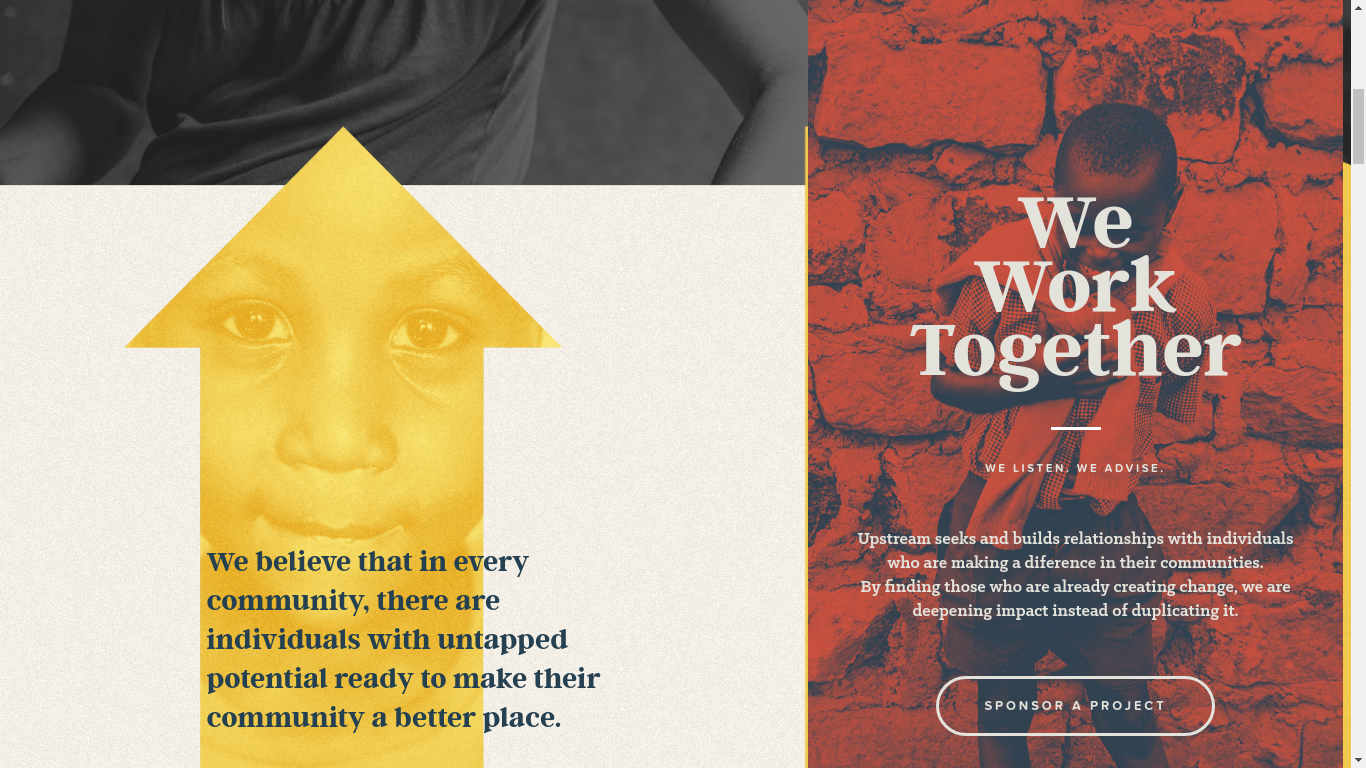 We believe that in every
community, there are
individuals with untapped
potential ready to make their
community a better place.
We
Work
Together
WE LISTEN. WE ADVISE.
Upstream seeks and builds relationships with individuals
who are making a diference in their communities.
By finding those who are already creating change, we are
deepening impact instead of duplicating it.
SPONSOR A PROJECT